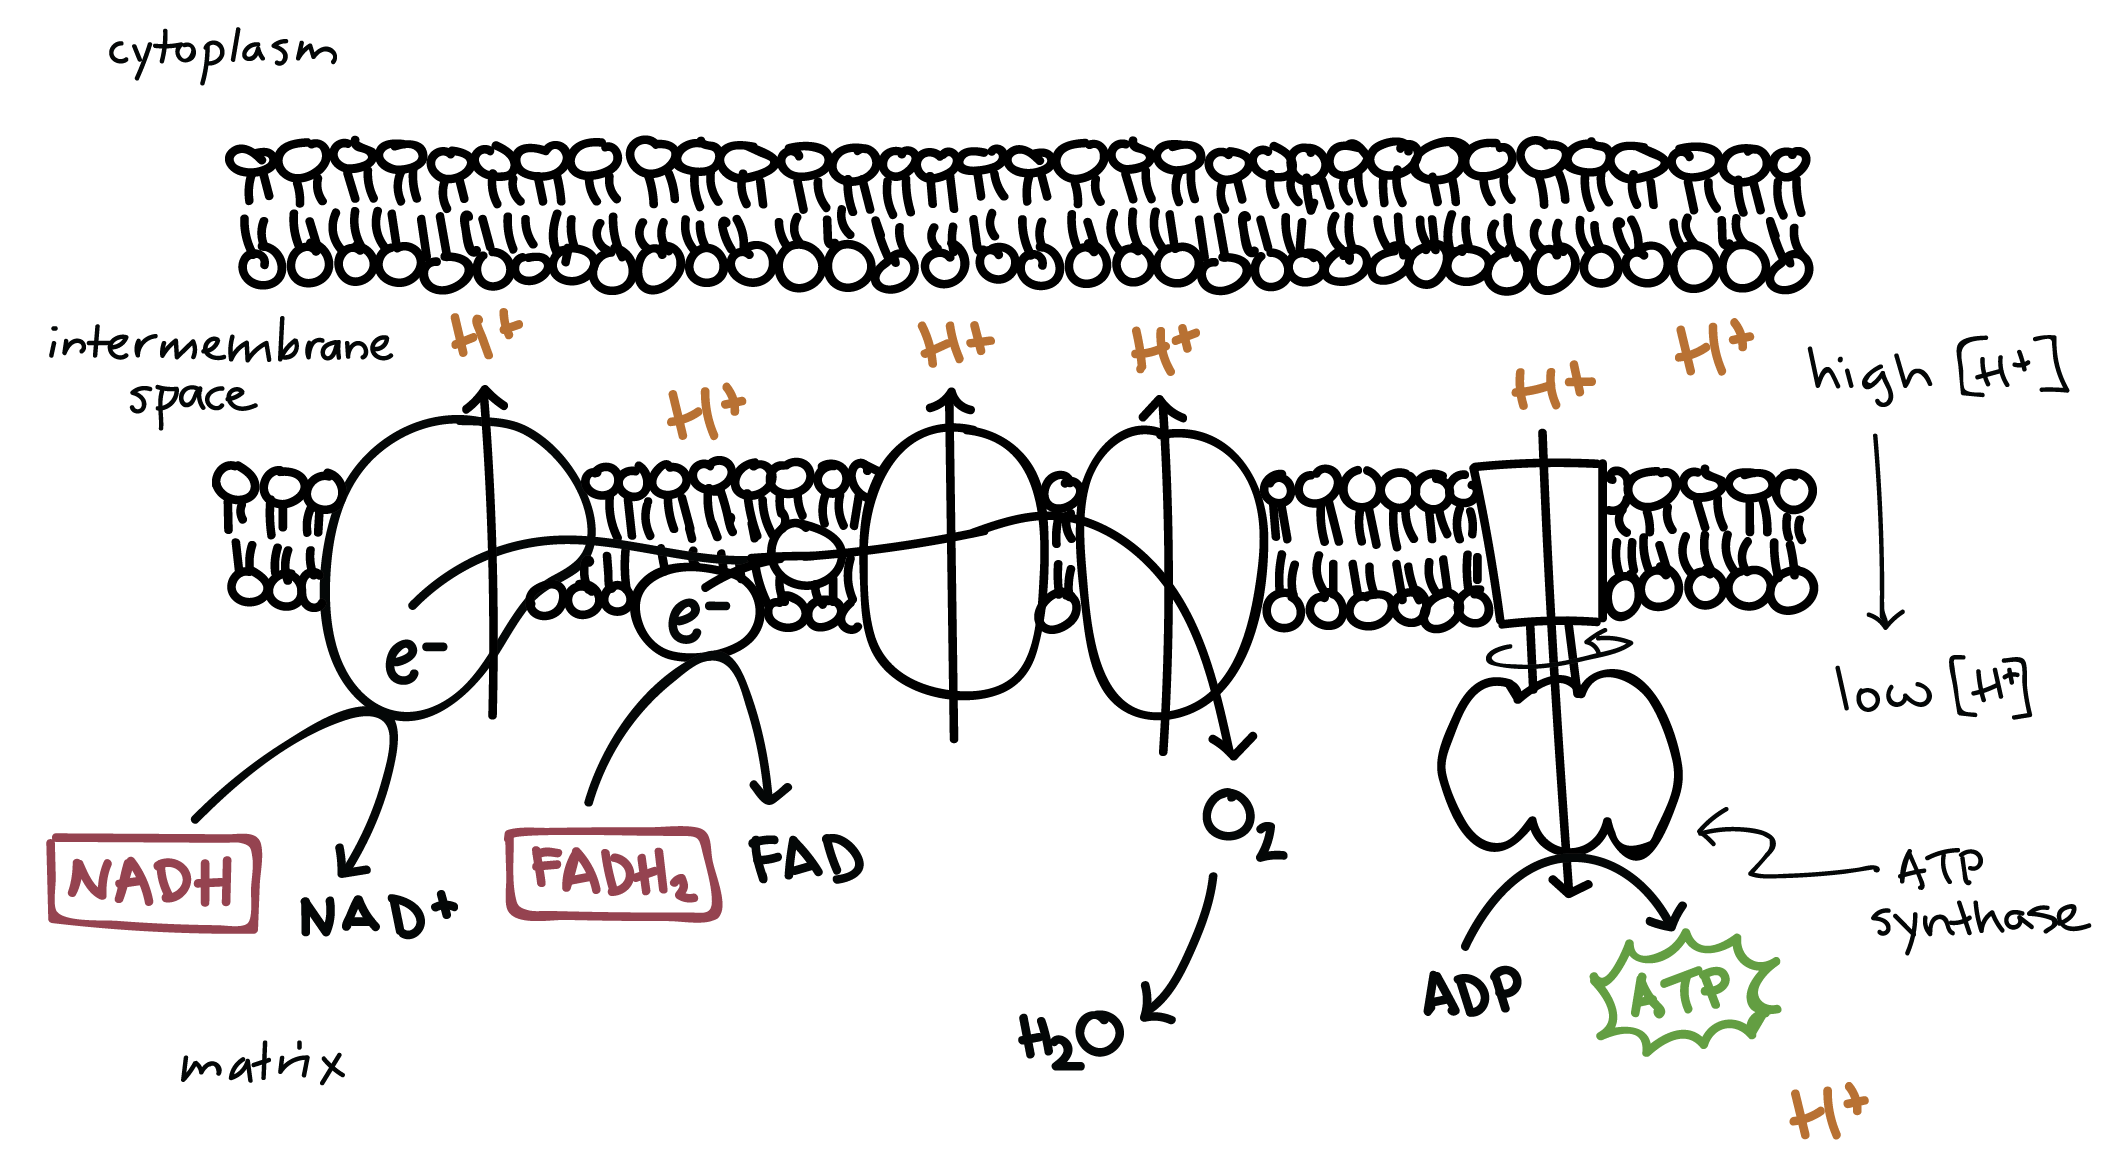 cytoplasm
intermembrane
space
H+
H+
H+
H+
H+
H+
high [H+]
low [H+]
e-
e-
NADH
NAD+
FADH₂
FAD
O₂
H₂O
ADP
ATP
ATP
synthase
matrix
H+